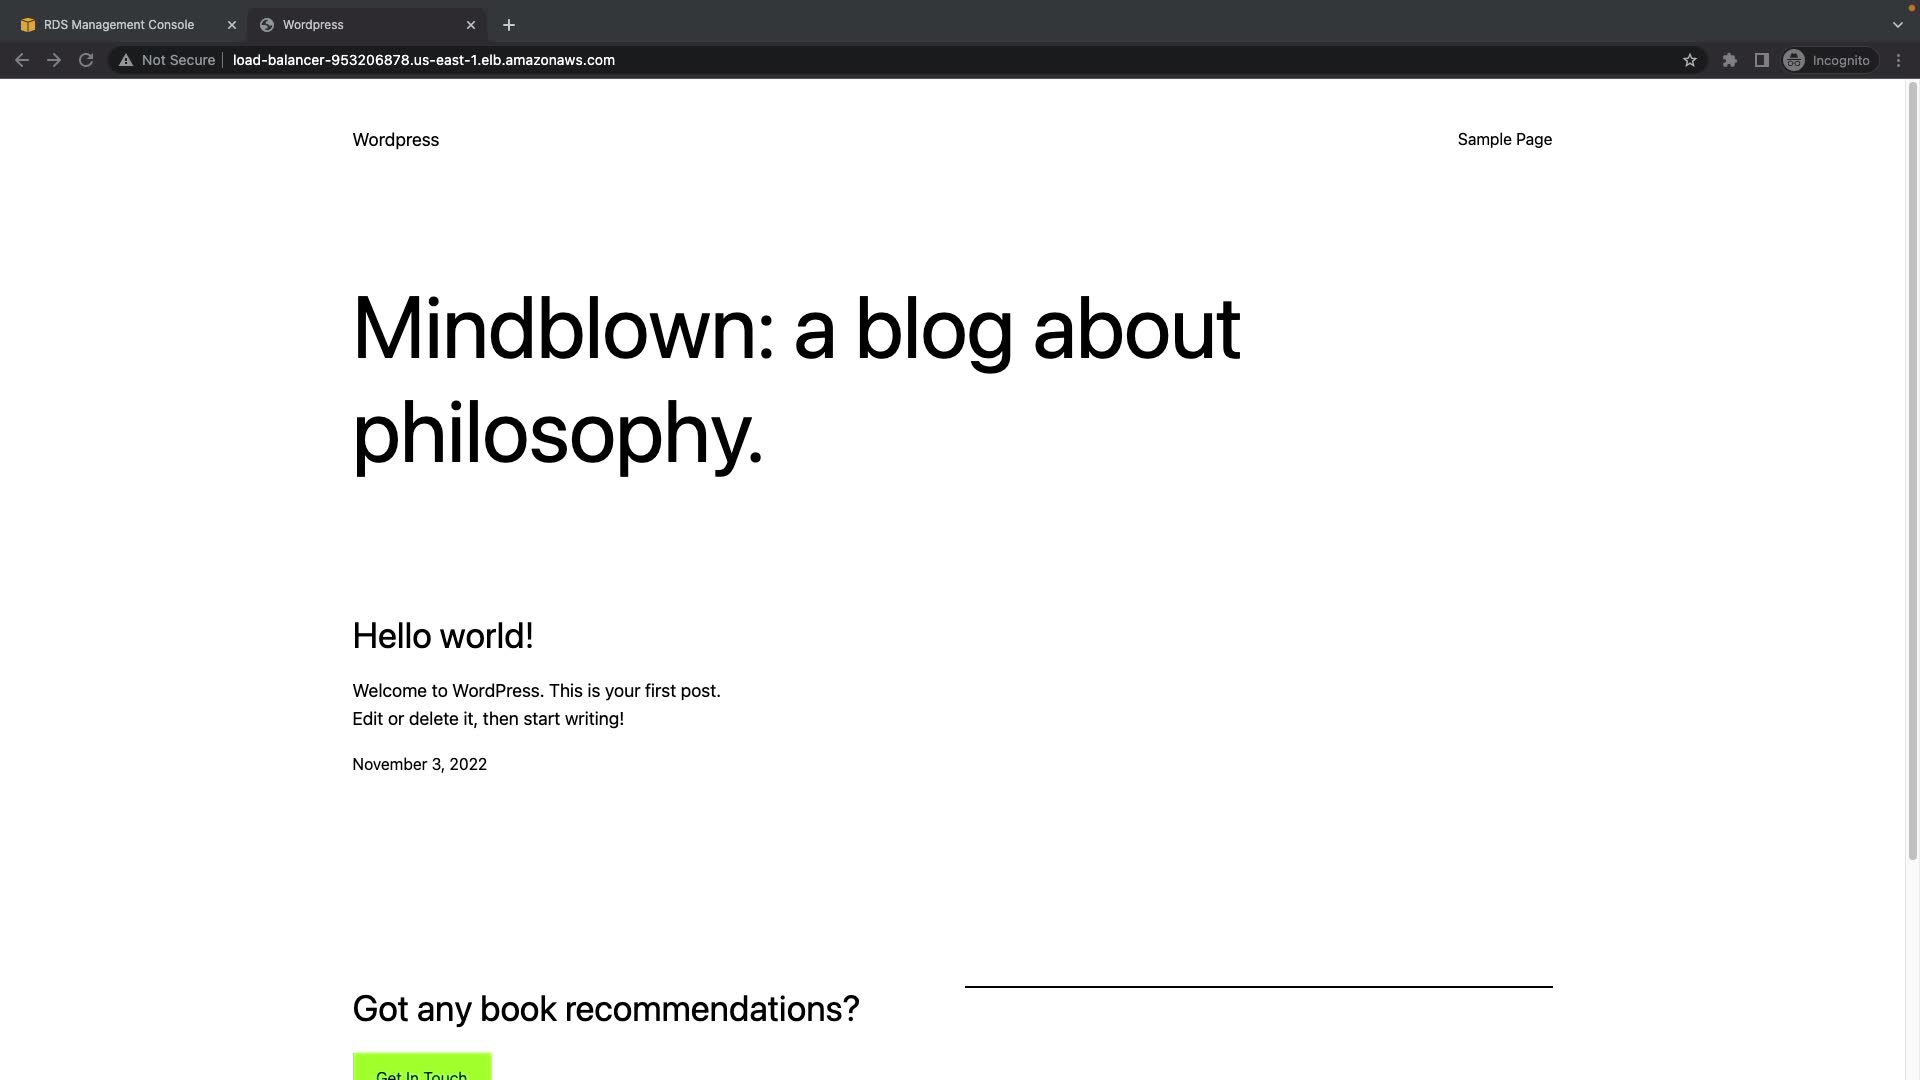 RDS Management Console
Wordpress
Not Secure
load-balancer-953206878.us-east-1.elb.amazonaws.com
Incognito
Wordpress
Sample Page
Mindblown: a blog about
philosophy.
Hello world!
Welcome to WordPress. This is your first post.
Edit or delete it, then start writing!
November 3, 2022
Got any book recommendations?
Get In Touch